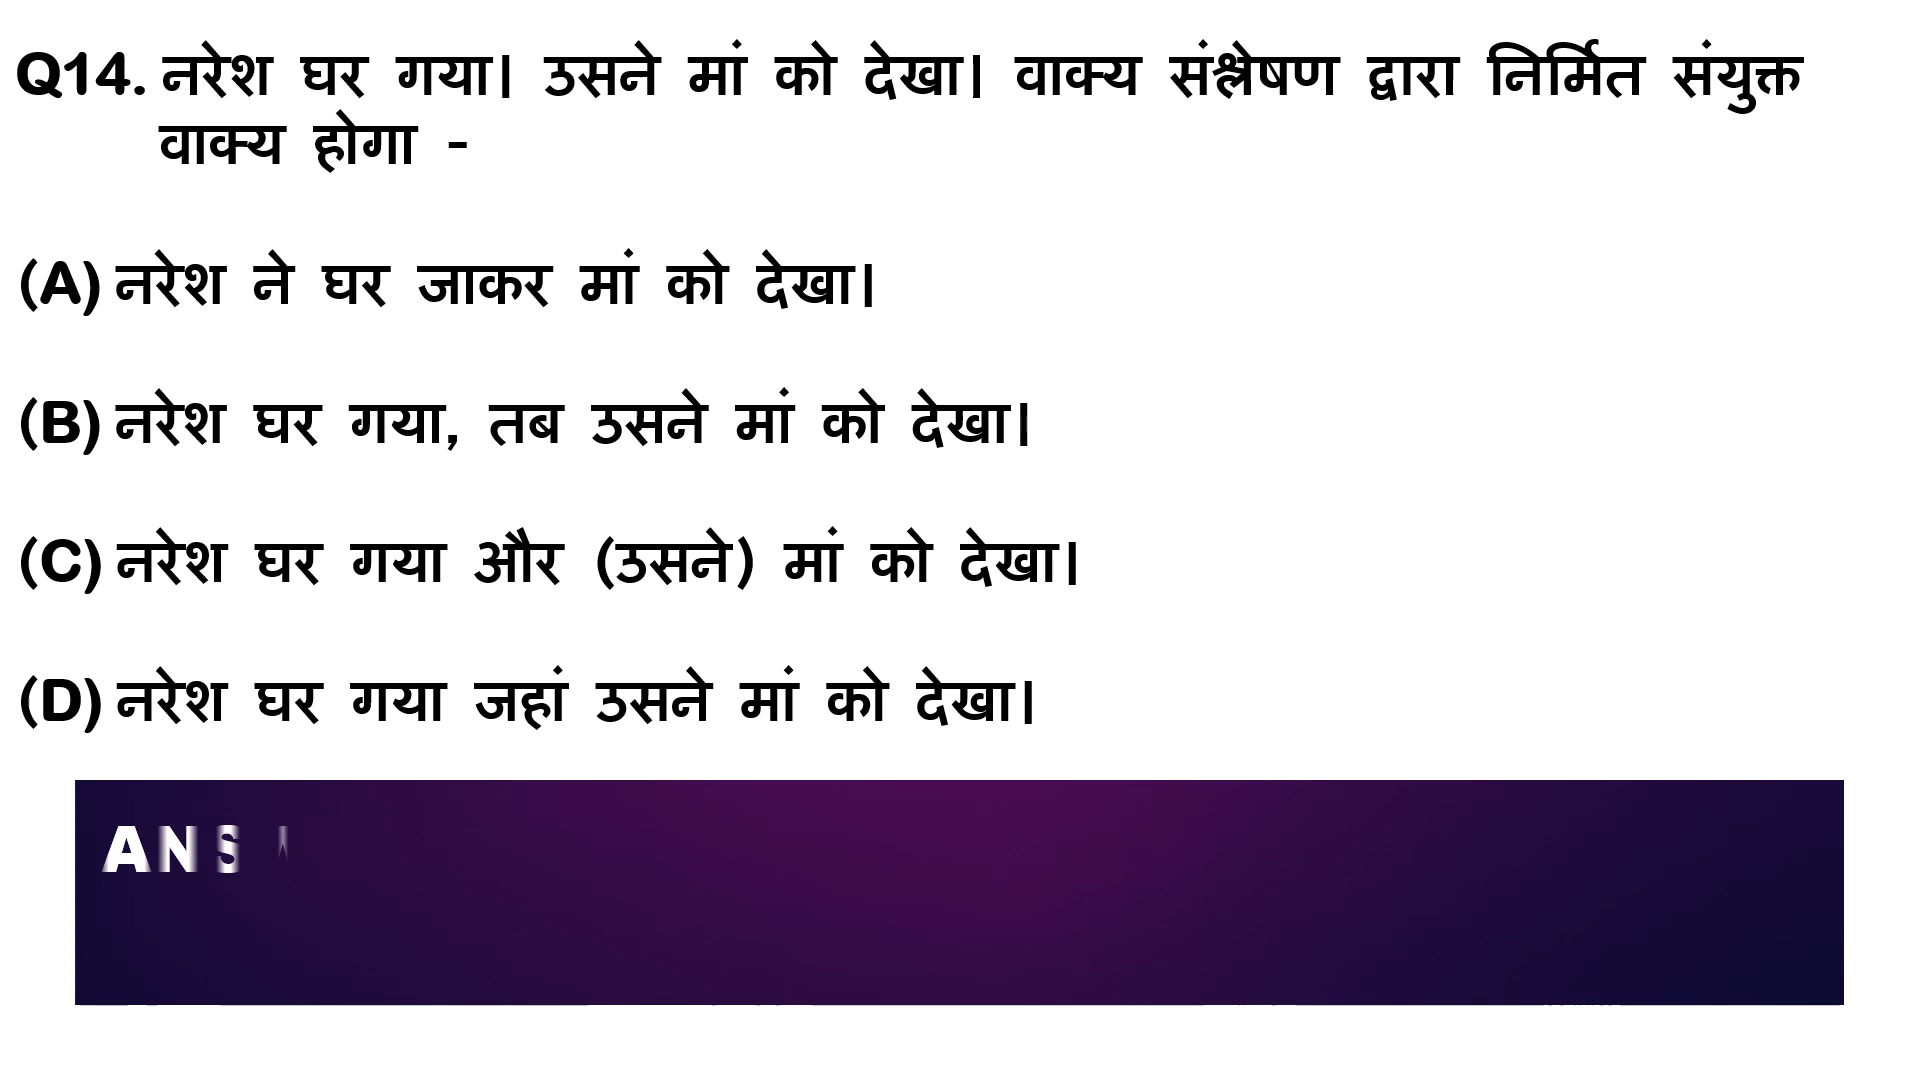 Q14. नरेश घर गया। उसने मां को देखा। वाक्य संश्लेषण द्वारा निर्मित संयुक्त
वाक्य होगा -
(A) नरेश ने घर जाकर मां को देखा।
(B) नरेश घर गया, तब उसने मां को देखा।
(C) नरेश घर गया और (उसने) मां को देखा।
(D) नरेश घर गया जहां उसने मां को देखा।
ANS